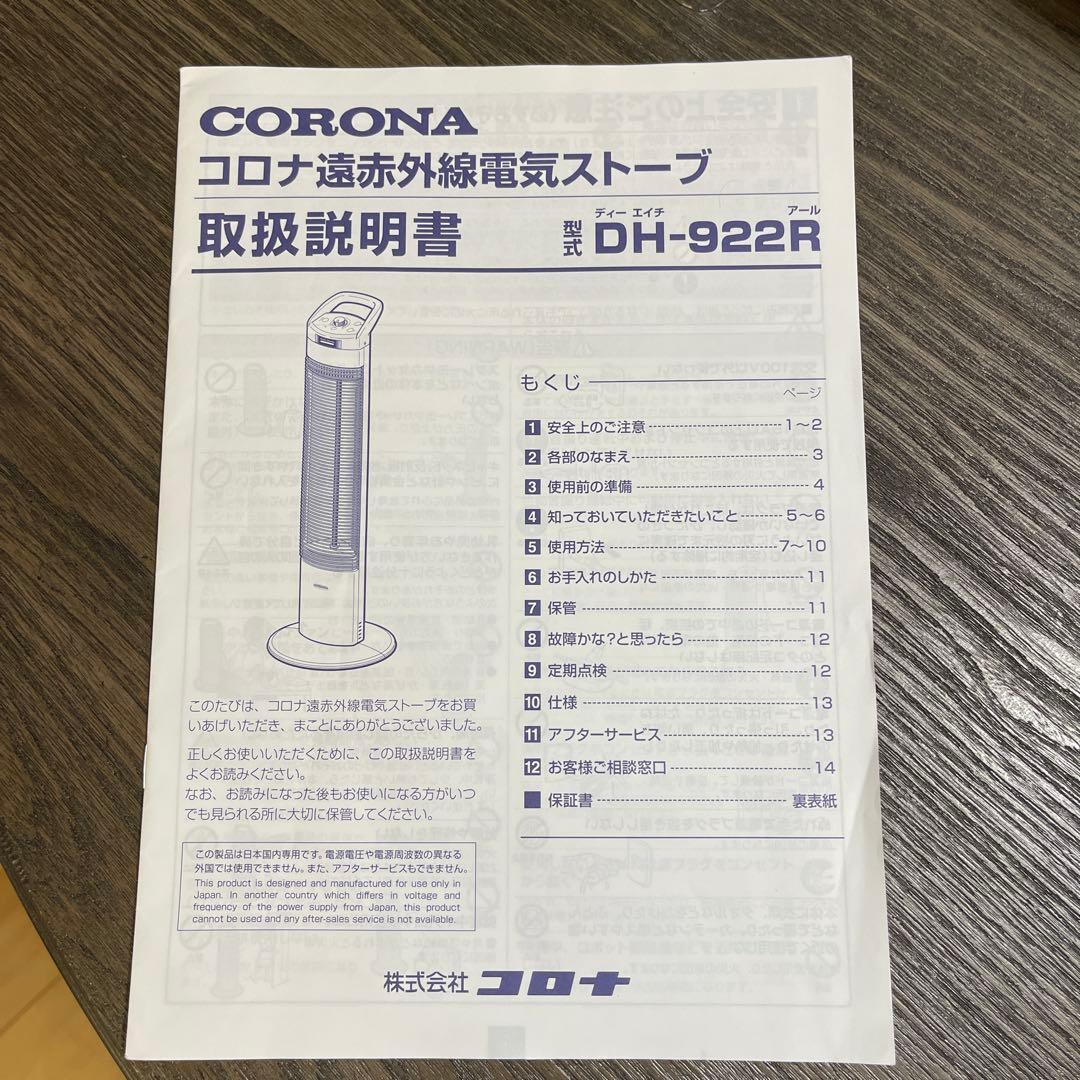 CORONA
コロナ遠赤外線電気ストーブ
取扱説明書
型式
ディー エイチ アール
DH-922R
もくじ
ページ
1 安全上のご注意 1〜2
2 各部のなまえ 3
3 使用前の準備 4
4 知っておいていただきたいこと 5〜6
5 使用方法 7〜10
6 お手入れのしかた 11
7 保管 11
8 故障かな?と思ったら 12
9 定期点検 12
10 仕様 13
11 アフターサービス 13
12 お客様ご相談窓口 14
■ 保証書 裏表紙
このたびは、コロナ遠赤外線電気ストーブをお買
いあげいただき、まことにありがとうございました。
正しくお使いいただくために、この取扱説明書を
よくお読みください。
なお、お読みになった後もお使いになる方がいつ
でも見られる所に大切に保管してください。
この製品は日本国内専用です。電源電圧や電源周波数の異なる
外国では使用できません。また、アフターサービスもできません。
This product is designed and manufactured for use only in
Japan. In another country which differs in voltage and
frequency of the power supply from Japan, this product
cannot be used and any after-sales service is not available.
株式会社 コロナ